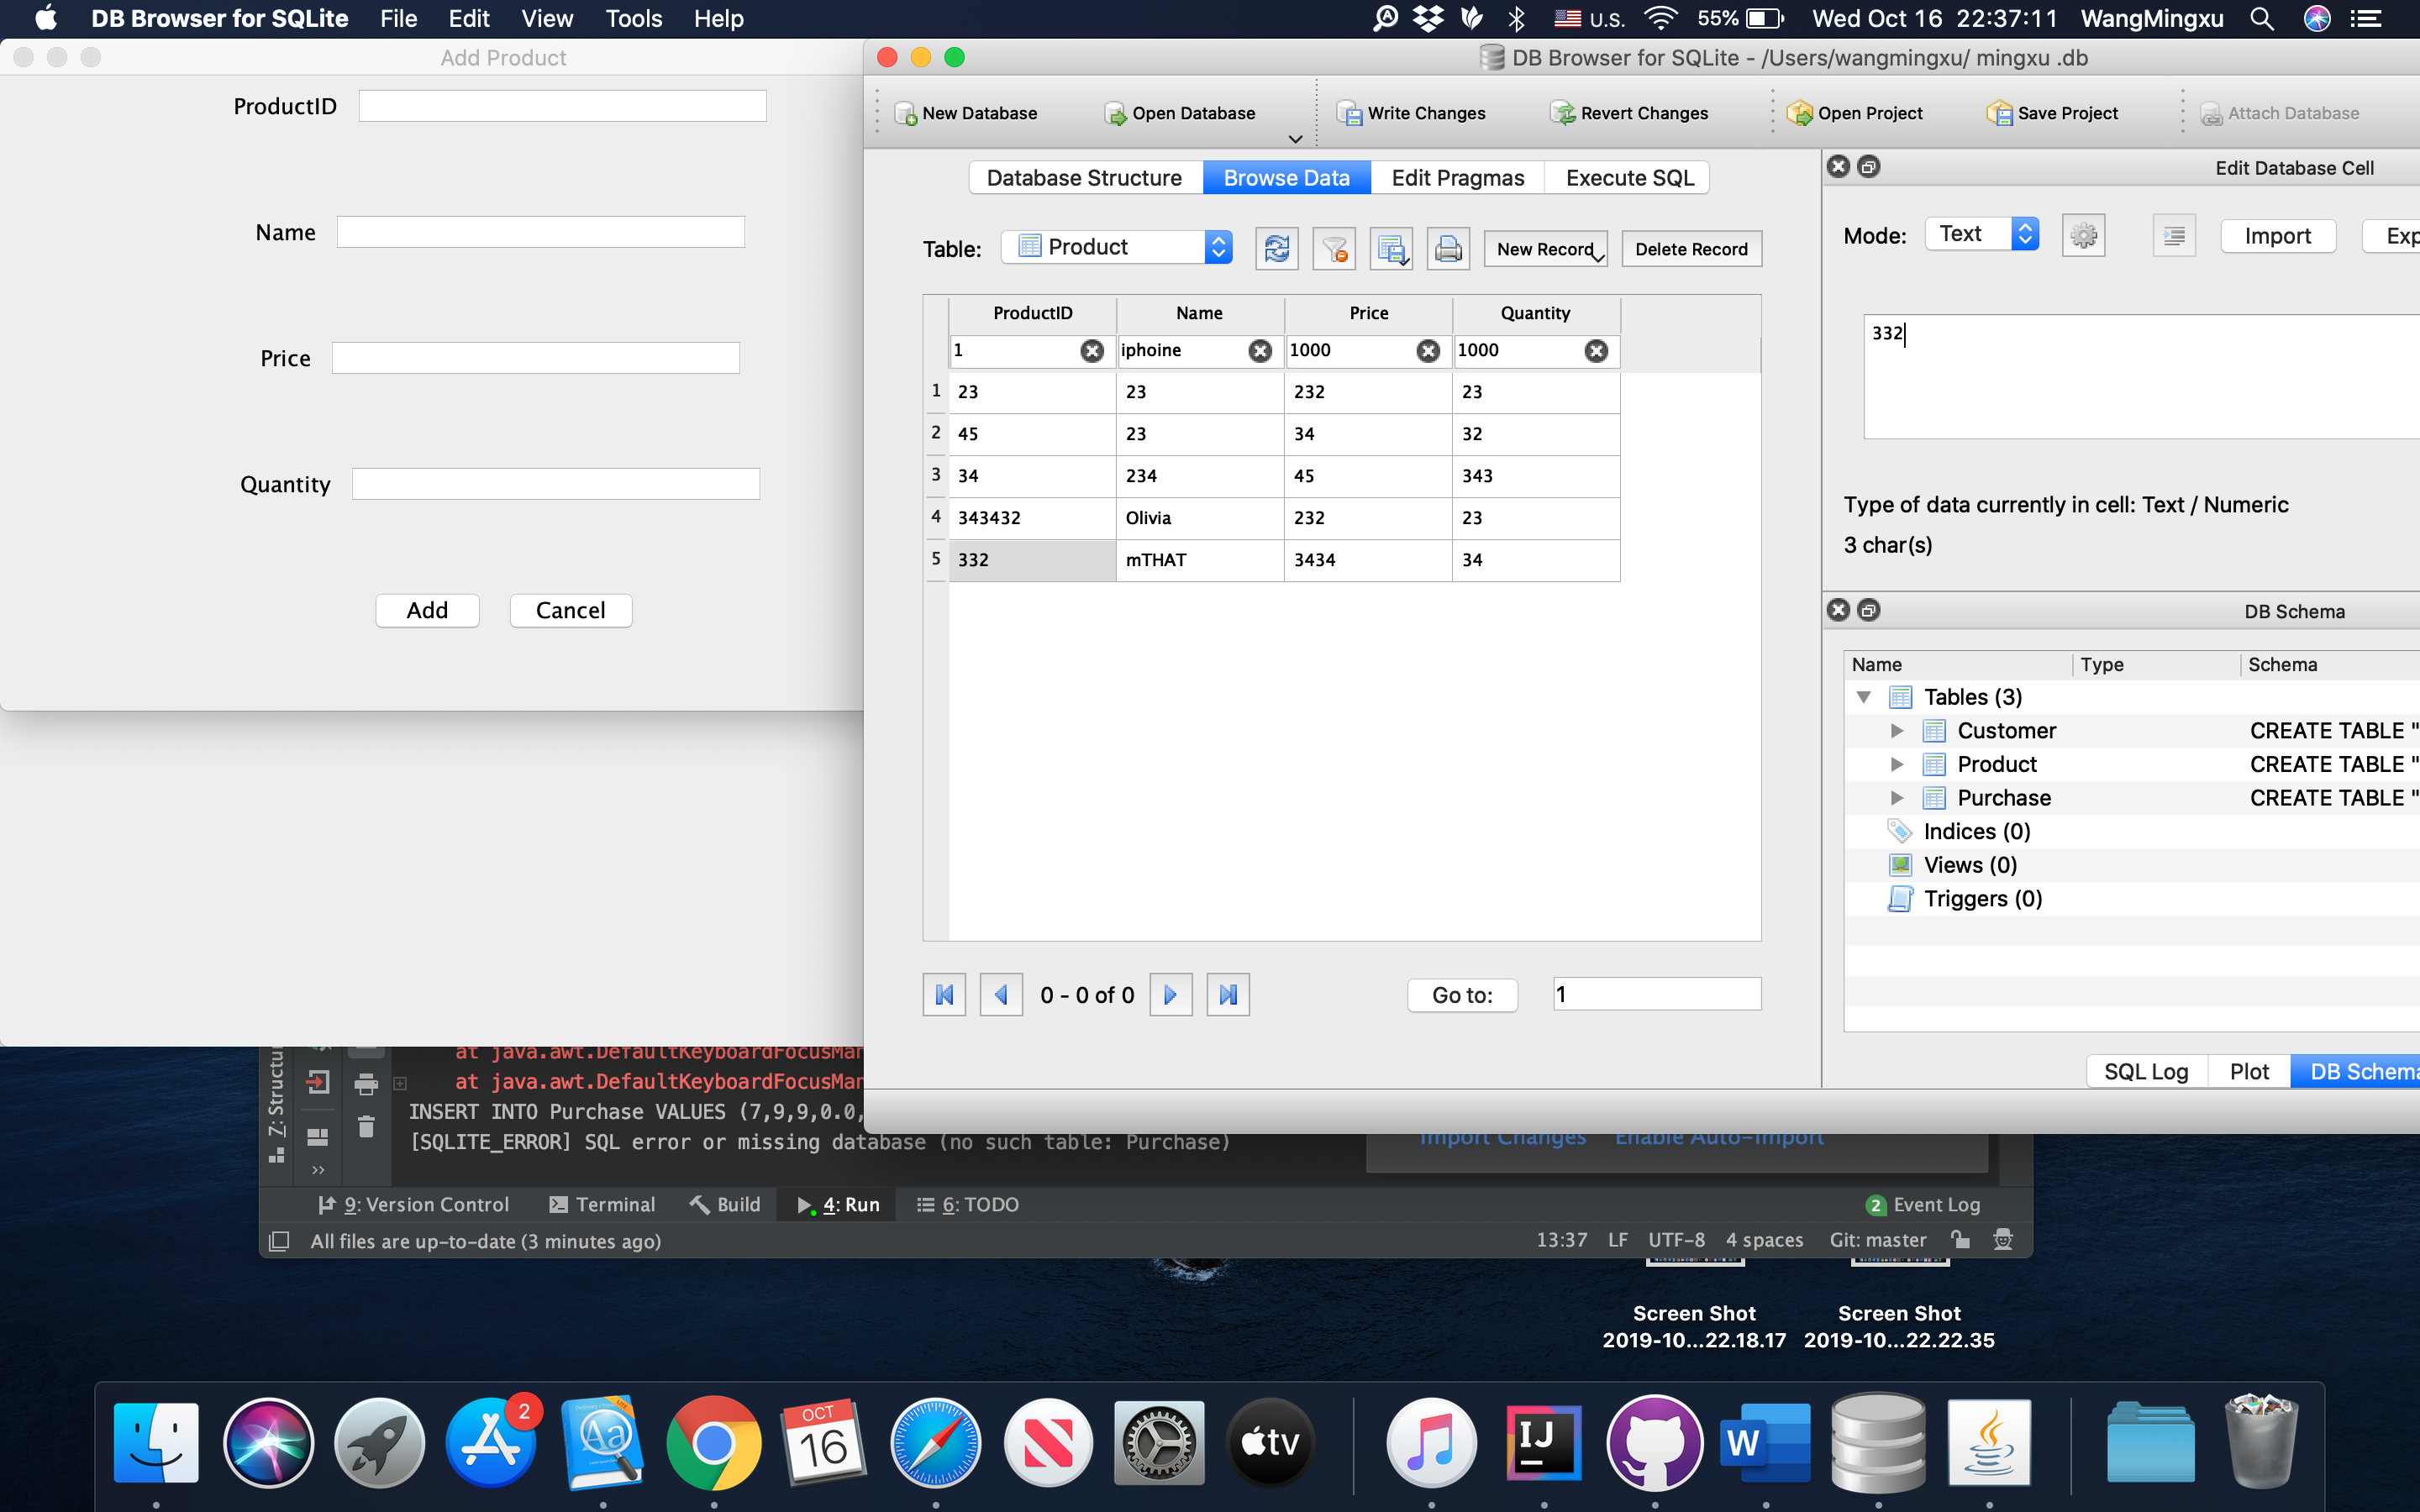 DB Browser for SQLite File Edit View Tools Help U.S. 55% Wed Oct 16 22:37:11 WangMingxu
Add Product
ProductID
Name
Price
Quantity
Add Cancel
DB Browser for SQLite - /Users/wangmingxu/ mingxu .db
New Database Open Database Write Changes Revert Changes Open Project Save Project Attach Database
Database Structure Browse Data Edit Pragmas Execute SQL
Table: Product New Record Delete Record
ProductID Name Price Quantity
1 iphoine 1000 1000
1 23 23 232 23
2 45 23 34 32
3 34 234 45 343
4 343432 Olivia 232 23
5 332 mTHAT 3434 34
0 - 0 of 0 Go to: 1
Edit Database Cell
Mode: Text Import Exp
332
Type of data currently in cell: Text / Numeric
3 char(s)
DB Schema
Name Type Schema
Tables (3)
Customer CREATE TABLE "
Product CREATE TABLE "
Purchase CREATE TABLE "
Indices (0)
Views (0)
Triggers (0)
SQL Log Plot DB Schema
Z: Structu
at java.awt.DefaultKeyboardFocusMan
at java.awt.DefaultKeyboardFocusMan
INSERT INTO Purchase VALUES (7,9,9,0.0,
[SQLITE_ERROR] SQL error or missing database (no such table: Purchase)
Import Changes Enable Auto-Import
9: Version Control Terminal Build 4: Run 6: TODO 2 Event Log
All files are up-to-date (3 minutes ago) 13:37 LF UTF-8 4 spaces Git: master
Screen Shot
2019-10...22.18.17
Screen Shot
2019-10...22.22.35
2
Aa
OCT
16
tv
IJ
W